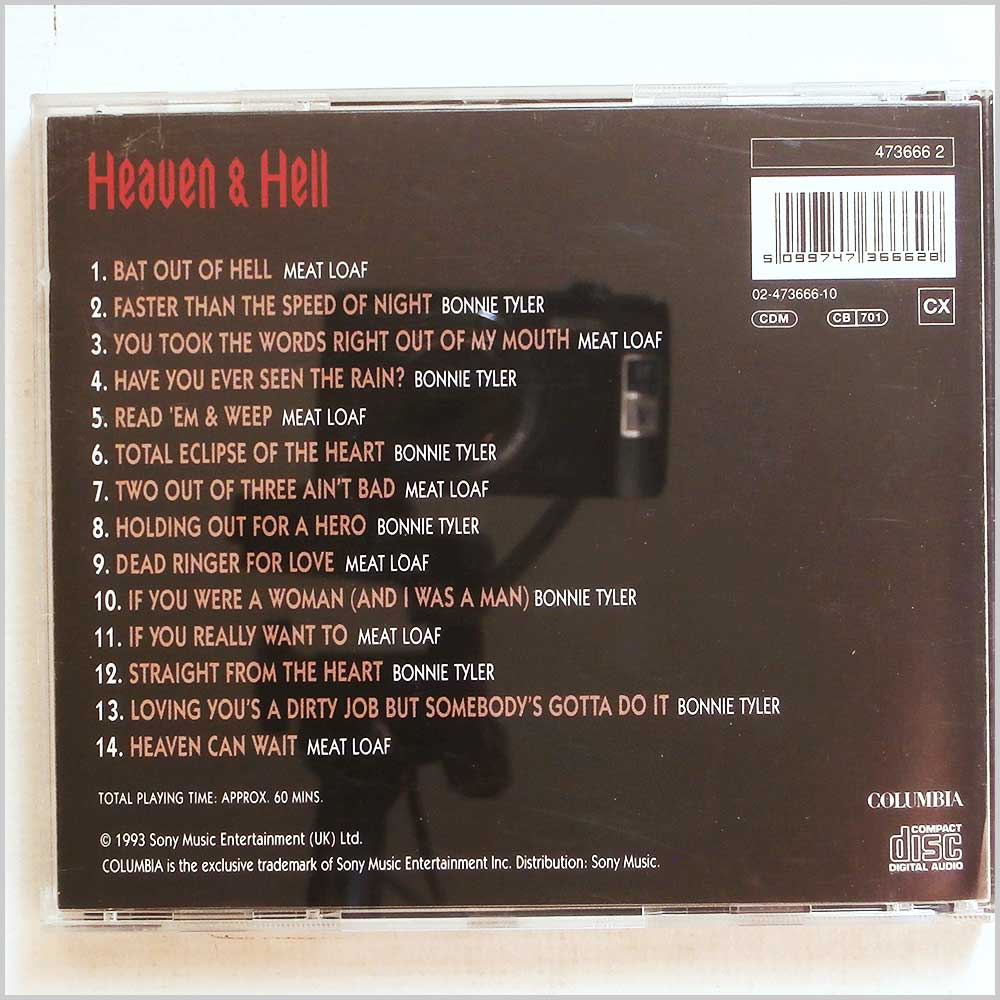 Heaven & Hell
473666 2
5 099747 366628
02-473666-10
CDM
CB 701
CX
1. BAT OUT OF HELL MEAT LOAF
2. FASTER THAN THE SPEED OF NIGHT BONNIE TYLER
3. YOU TOOK THE WORDS RIGHT OUT OF MY MOUTH MEAT LOAF
4. HAVE YOU EVER SEEN THE RAIN? BONNIE TYLER
5. READ 'EM & WEEP MEAT LOAF
6. TOTAL ECLIPSE OF THE HEART BONNIE TYLER
7. TWO OUT OF THREE AIN'T BAD MEAT LOAF
8. HOLDING OUT FOR A HERO BONNIE TYLER
9. DEAD RINGER FOR LOVE MEAT LOAF
10. IF YOU WERE A WOMAN (AND I WAS A MAN) BONNIE TYLER
11. IF YOU REALLY WANT TO MEAT LOAF
12. STRAIGHT FROM THE HEART BONNIE TYLER
13. LOVING YOU'S A DIRTY JOB BUT SOMEBODY'S GOTTA DO IT BONNIE TYLER
14. HEAVEN CAN WAIT MEAT LOAF
TOTAL PLAYING TIME: APPROX. 60 MINS.
© 1993 Sony Music Entertainment (UK) Ltd.
COLUMBIA is the exclusive trademark of Sony Music Entertainment Inc. Distribution: Sony Music.
COLUMBIA
COMPACT
disc
DIGITAL AUDIO